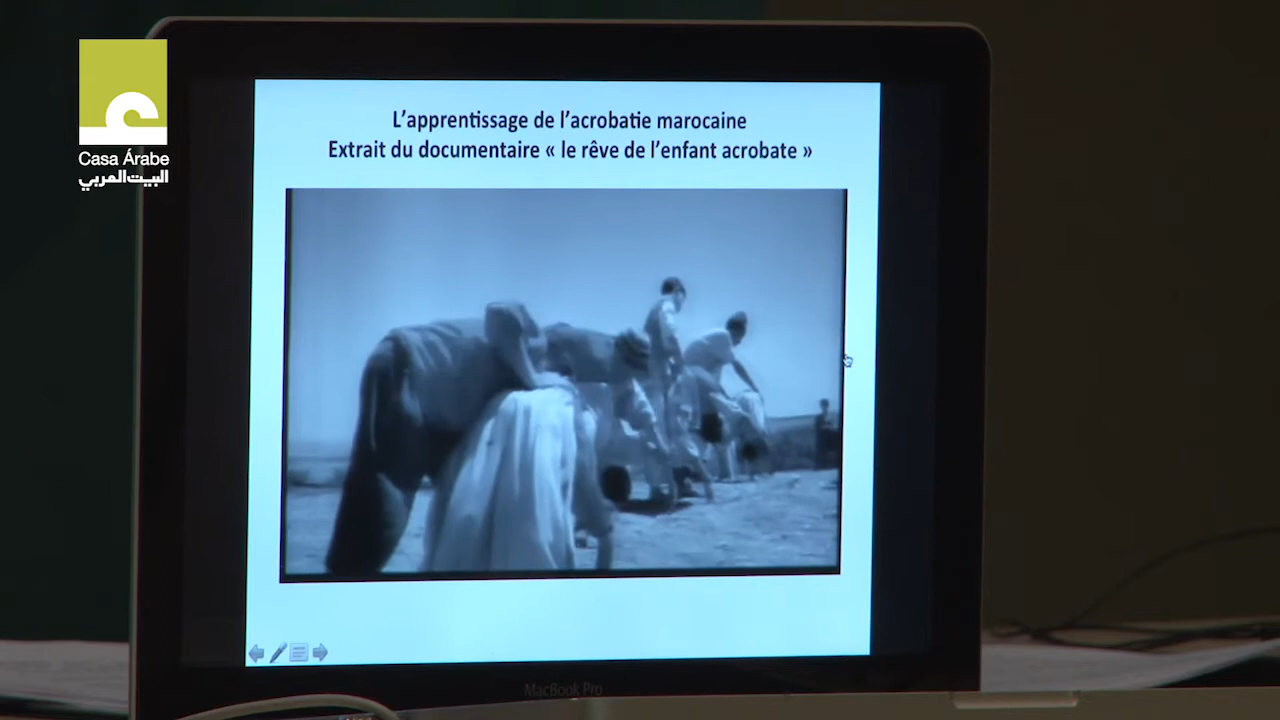 Casa Árabe
البيت العربي
L'apprentissage de l'acrobatie marocaine
Extrait du documentaire « le rêve de l'enfant acrobate »
MacBook Pro